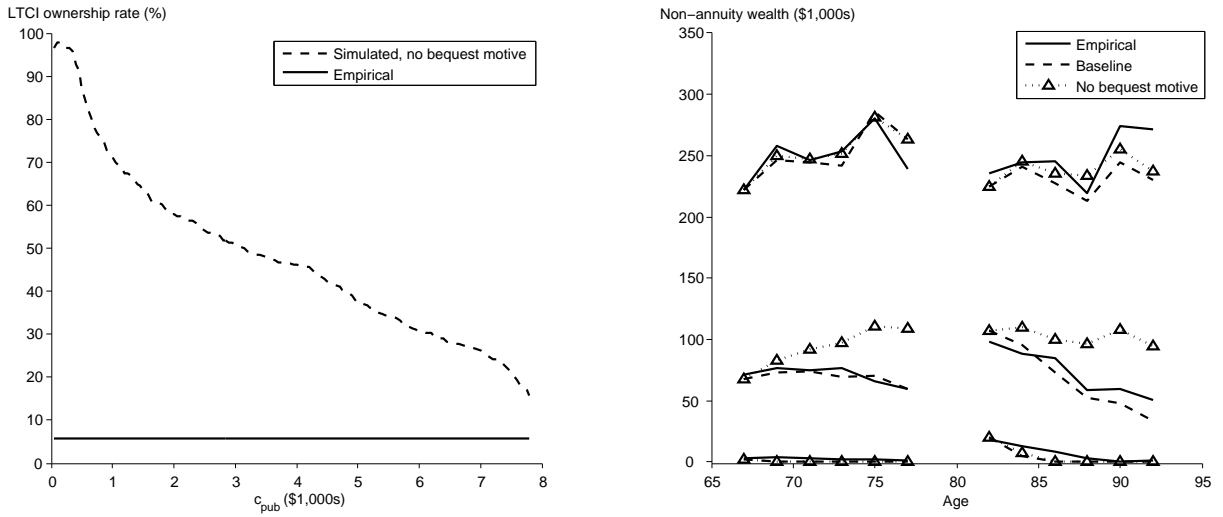 LTCI ownership rate (%)
100
90
80
70
60
50
40
30
20
10
0
0 1 2 3 4 5 6 7 8
c_pub ($1,000s)
Simulated, no bequest motive
Empirical
Non−annuity wealth ($1,000s)
350
300
250
200
150
100
50
0
65 70 75 80 85 90 95
Age
Empirical
Baseline
No bequest motive